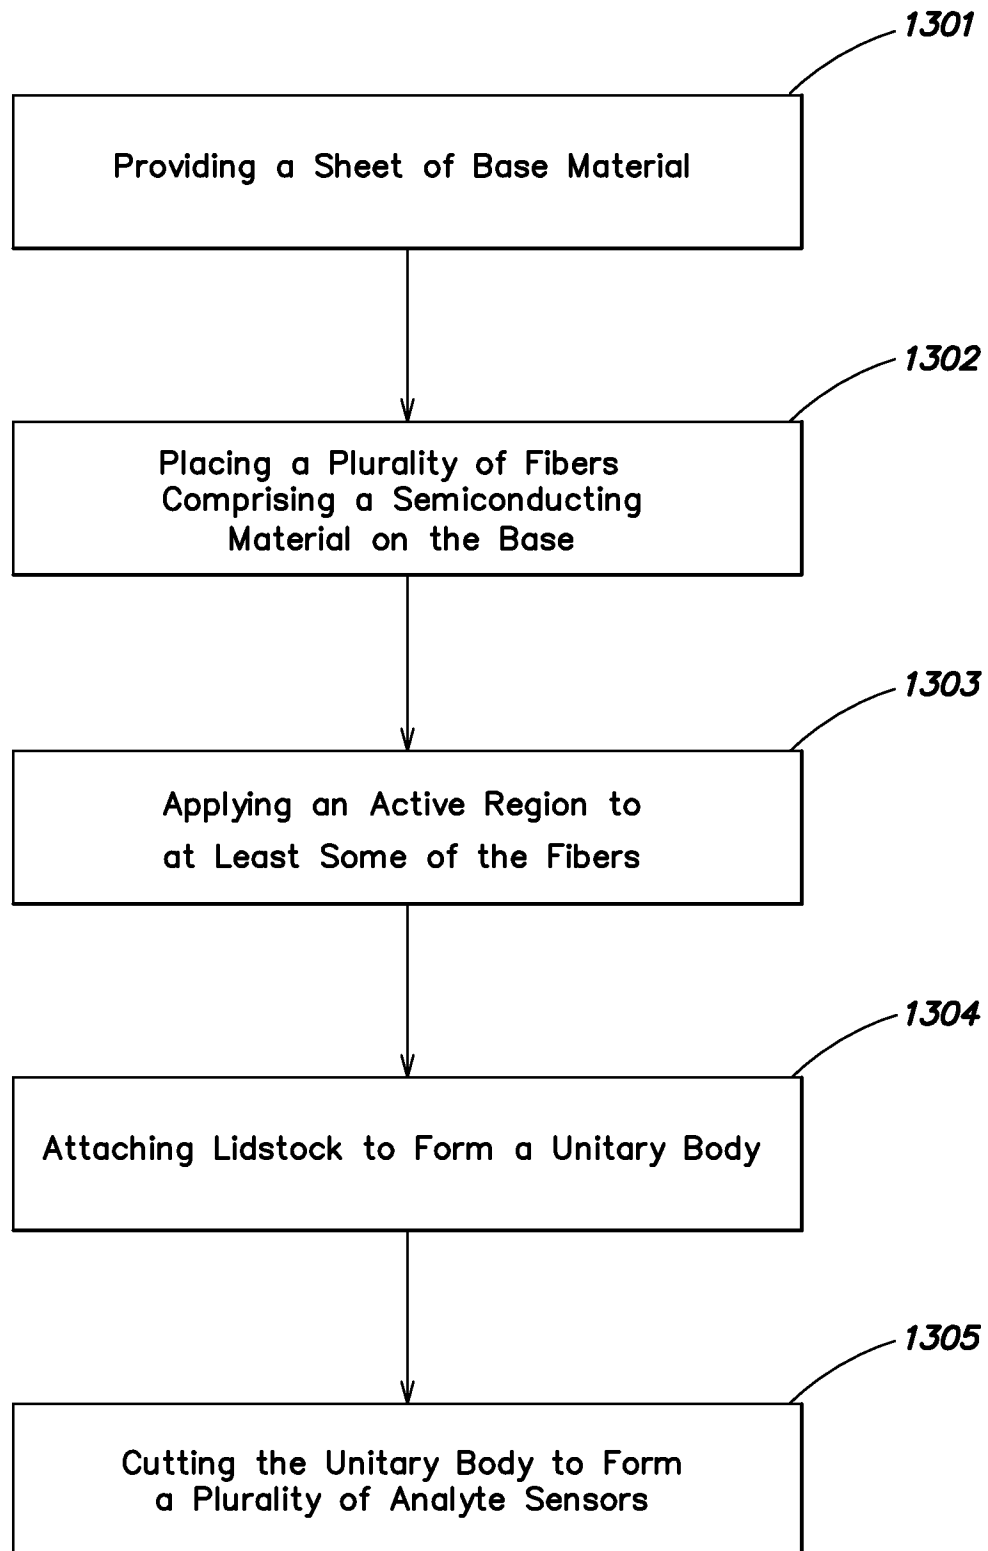 1301
Providing a Sheet of Base Material
1302
Placing a Plurality of Fibers
Comprising a Semiconducting
Material on the Base
1303
Applying an Active Region to
at Least Some of the Fibers
1304
Attaching Lidstock to Form a Unitary Body
1305
Cutting the Unitary Body to Form
a Plurality of Analyte Sensors